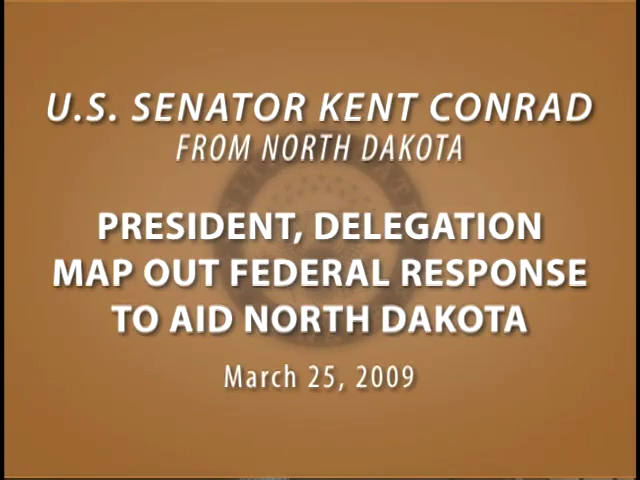 U.S. SENATOR KENT CONRAD
FROM NORTH DAKOTA
PRESIDENT, DELEGATION
MAP OUT FEDERAL RESPONSE
TO AID NORTH DAKOTA
March 25, 2009